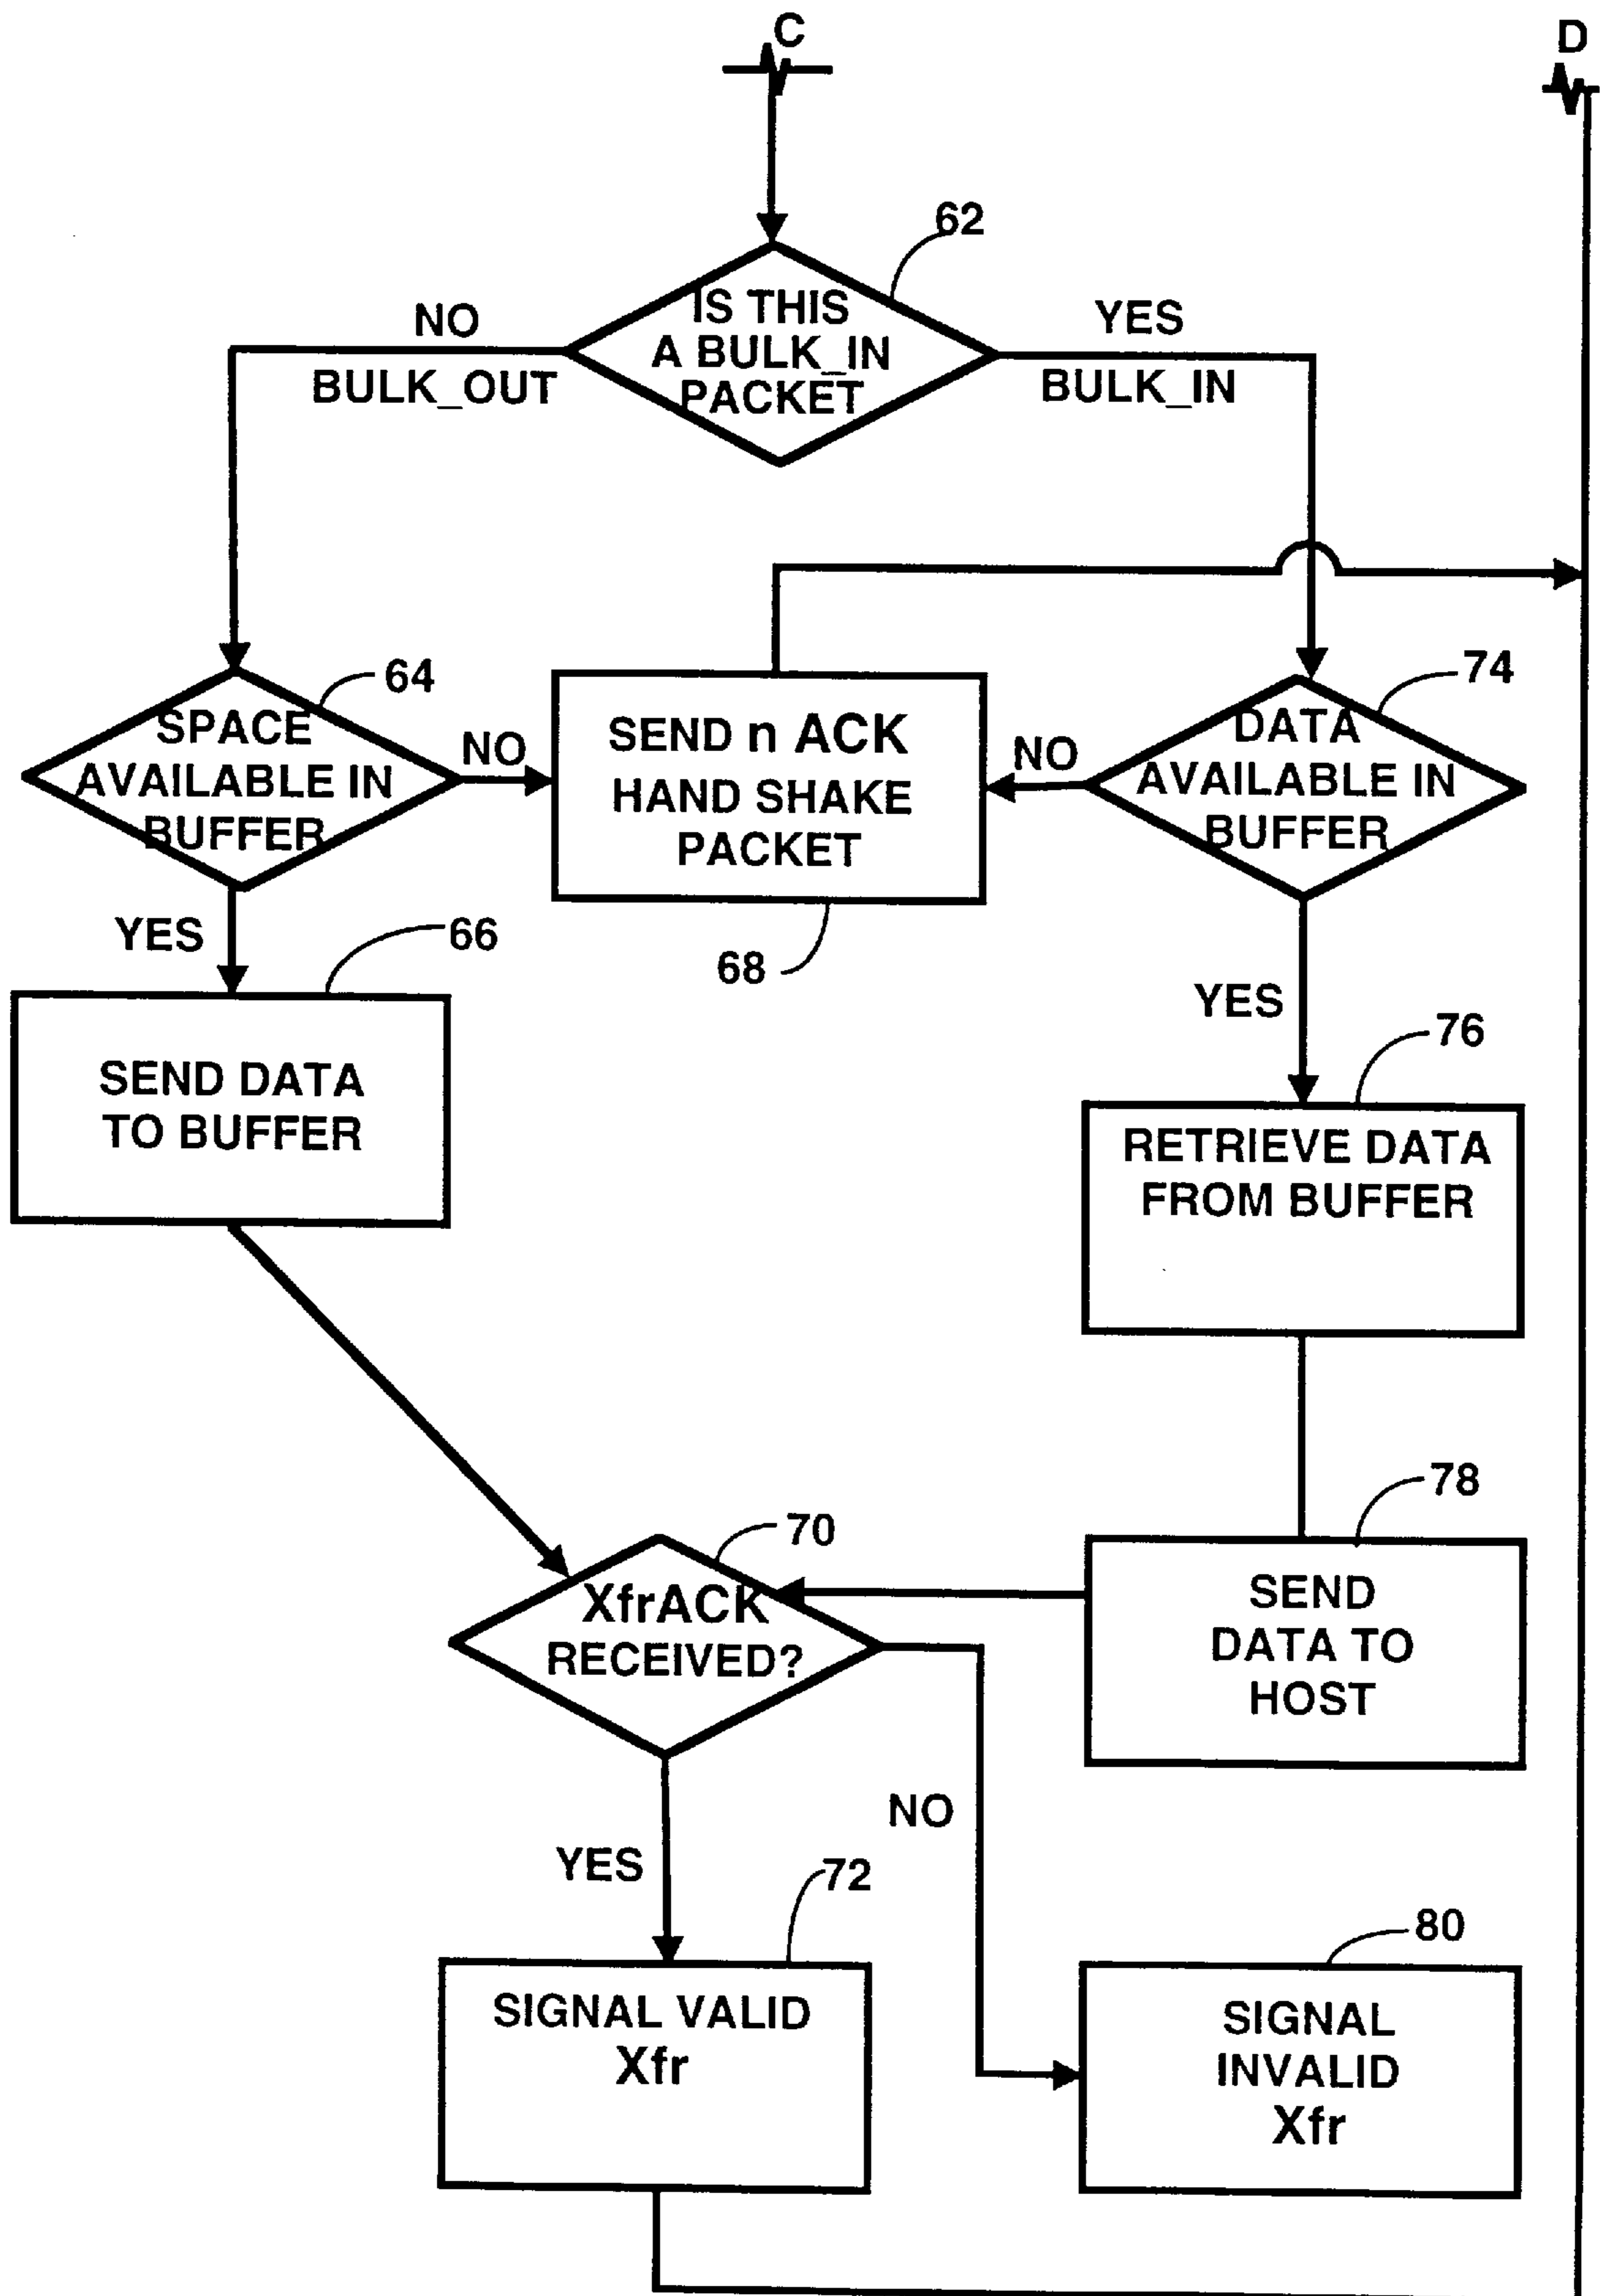 C
D
62
IS THIS
A BULK_IN
PACKET
NO
BULK_OUT
YES
BULK_IN
64
SPACE
AVAILABLE IN
BUFFER
NO
SEND n ACK
HAND SHAKE
PACKET
68
NO
74
DATA
AVAILABLE IN
BUFFER
YES
66
SEND DATA
TO BUFFER
YES
76
RETRIEVE DATA
FROM BUFFER
78
SEND
DATA TO
HOST
70
XfrACK
RECEIVED?
NO
YES
72
SIGNAL VALID
Xfr
80
SIGNAL
INVALID
Xfr